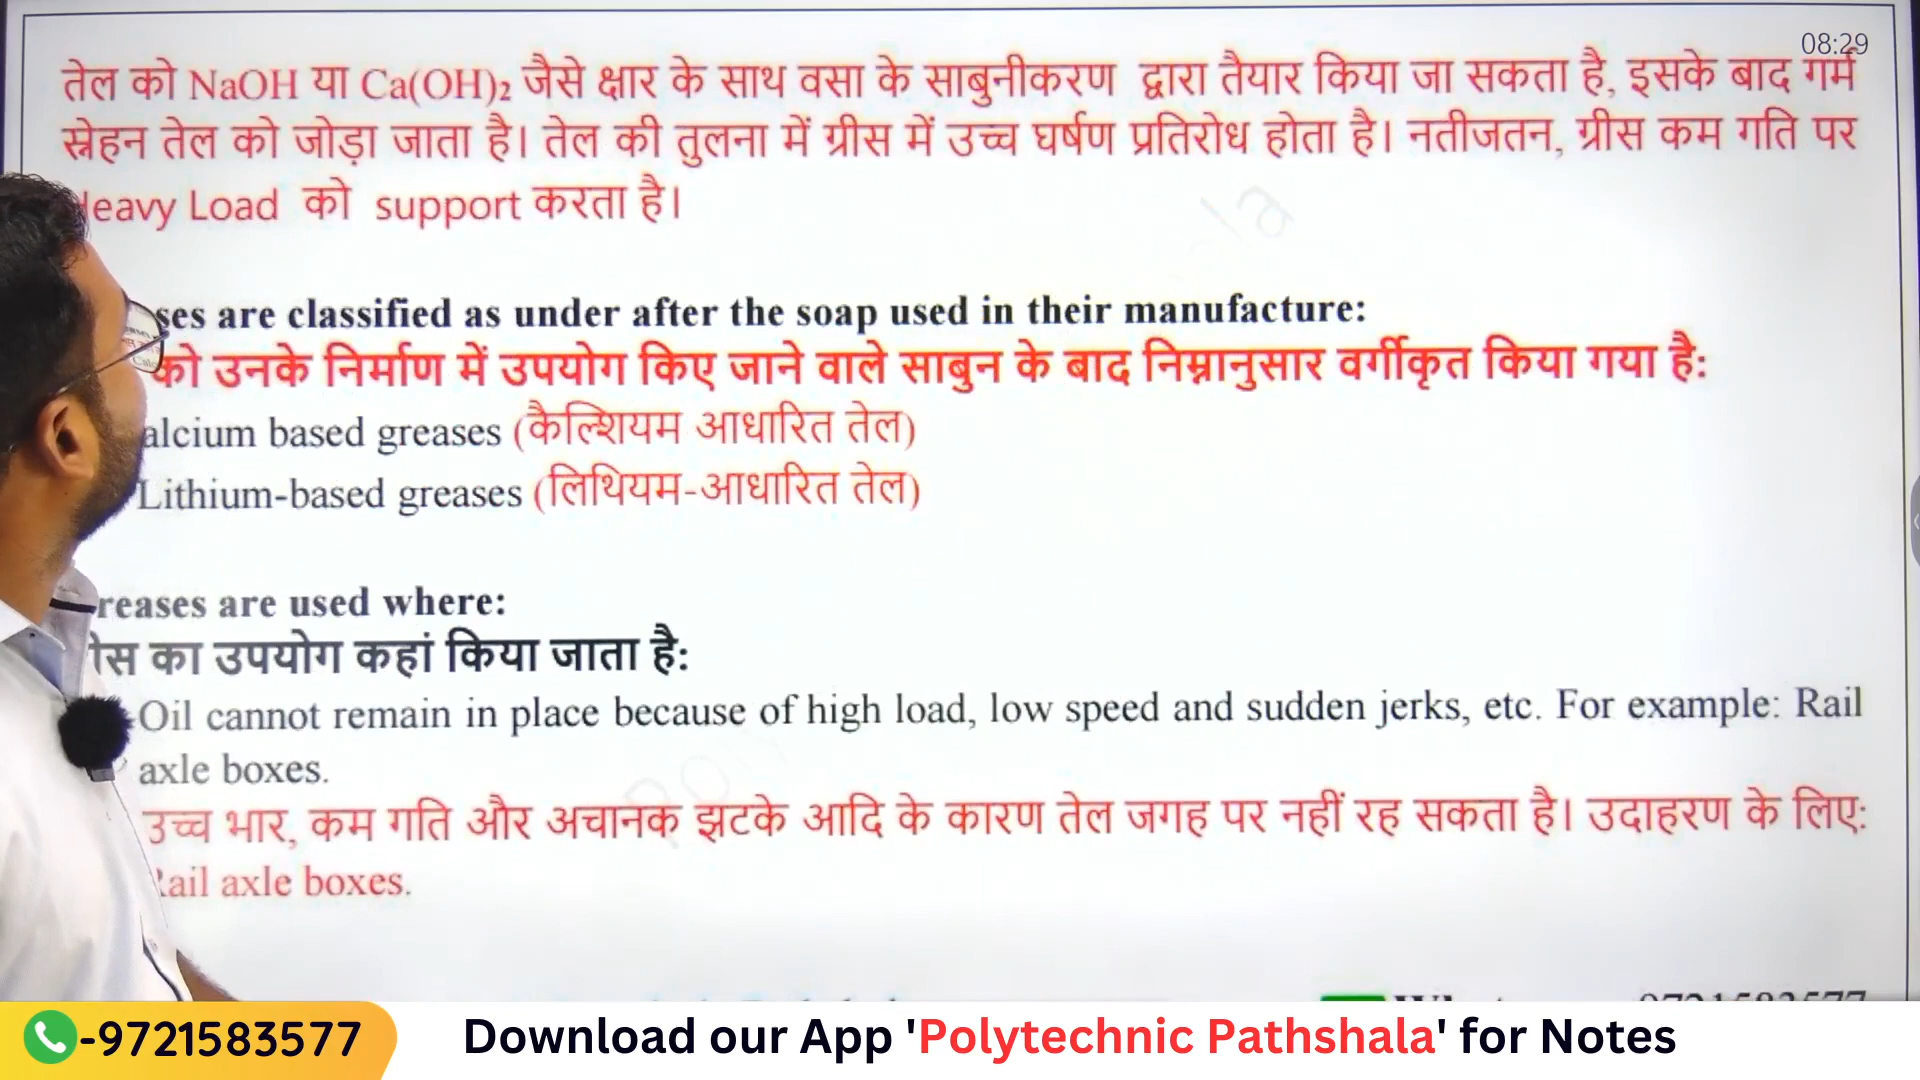 08:29
तेल को NaOH या Ca(OH)₂ जैसे क्षार के साथ वसा के साबुनीकरण द्वारा तैयार किया जा सकता है, इसके बाद गर्म
स्नेहन तेल को जोड़ा जाता है। तेल की तुलना में ग्रीस में उच्च घर्षण प्रतिरोध होता है। नतीजतन, ग्रीस कम गति पर
Load को support करता है।
are classified as under after the soap used in their manufacture:
को उनके निर्माण में उपयोग किए जाने वाले साबुन के बाद निम्नानुसार वर्गीकृत किया गया है:
based greases (कैल्शियम आधारित तेल)
Lithium-based greases (लिथियम-आधारित तेल)
are used where:
का उपयोग कहां किया जाता है:
Oil cannot remain in place because of high load, low speed and sudden jerks, etc. For example: Rail
axle boxes.
उच्च भार, कम गति और अचानक झटके आदि के कारण तेल जगह पर नहीं रह सकता है। उदाहरण के लिए:
axle boxes.
-9721583577
Download our App 'Polytechnic Pathshala' for Notes